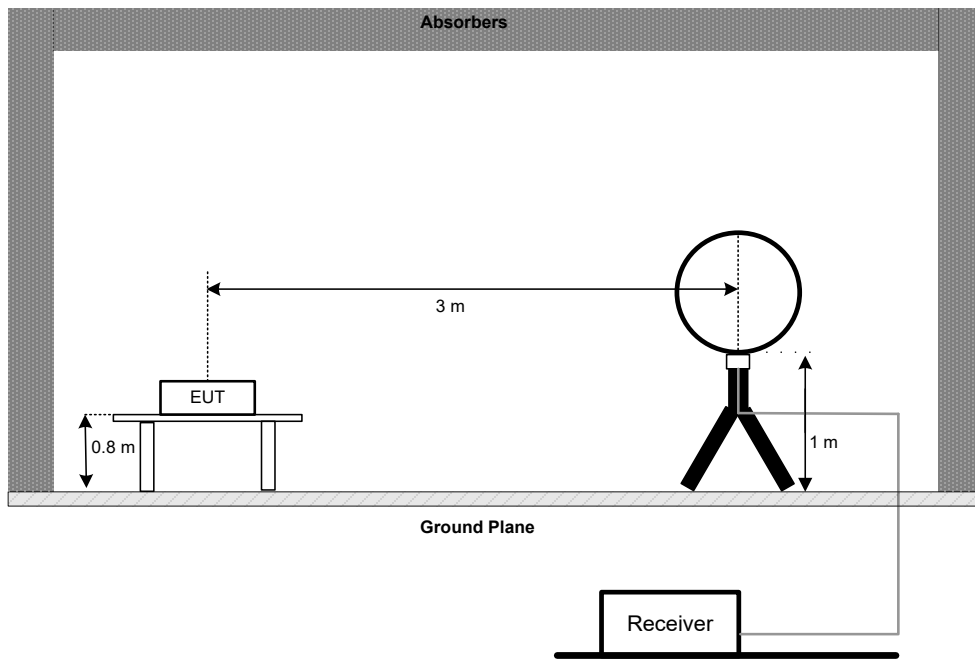 Absorbers
3 m
EUT
0.8 m
1 m
Ground Plane
Receiver